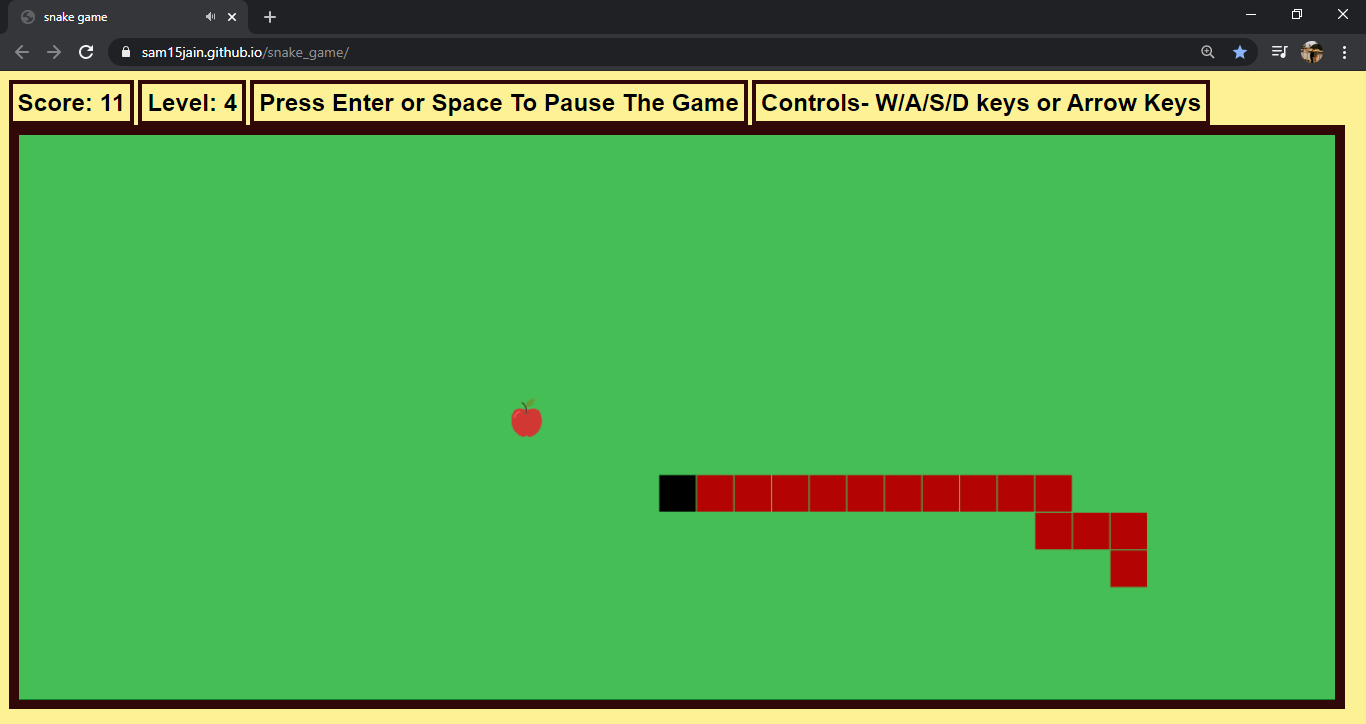 snake game
sam15jain.github.io/snake_game/
Score: 11 Level: 4 Press Enter or Space To Pause The Game Controls- W/A/S/D keys or Arrow Keys